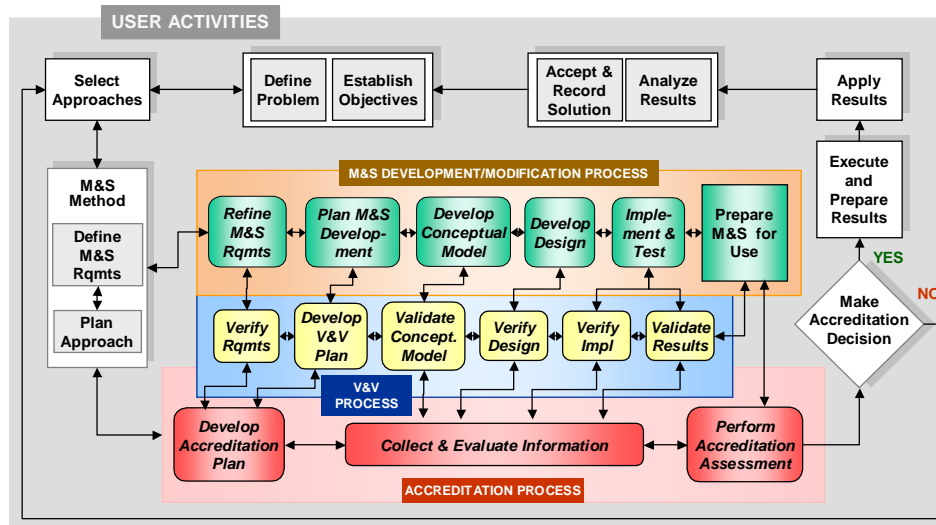 USER ACTIVITIES
Select
Approaches
Define
Problem
Establish
Objectives
Accept &
Record
Solution
Analyze
Results
Apply
Results
M&S
Method
Define M&S
Rqmts
Plan
Approach
M&S DEVELOPMENT/MODIFICATION PROCESS
Refine
M&S
Rqmts
Plan M&S
Develop-
ment
Develop
Conceptual
Model
Develop
Design
Imple-
ment &
Test
Prepare
M&S for
Use
Execute
and
Prepare
Results
YES
NO
Make
Accreditation
Decision
Verify
Rqmts
Develop
V&V
Plan
Validate
Concept.
Model
Verify
Design
Verify
Impl
Validate
Results
V&V
PROCESS
Develop
Accreditation
Plan
Collect & Evaluate Information
Perform
Accreditation
Assessment
ACCREDITATION PROCESS